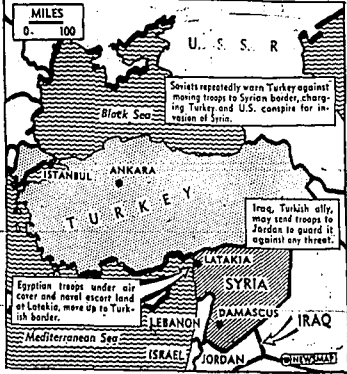 MILES
0- 100
U. S. S. R
Soviets repeatedly warn Turkey against
moving troops to Syrian border, charg-
ing Turkey and U.S. conspire for in-
vasion of Syria.
Black Sea
ISTANBUL
ANKARA
TURKEY
Iraq, Turkish ally,
may send troops to
Jordan to guard it
against any threat.
LATAKIA
Egyptian troops under air
cover and naval escort land
at Latakia, move up to Turk-
ish border.
SYRIA
DAMASCUS
LEBANON
IRAQ
Mediterranean Sea
ISRAEL
JORDAN
NEWSMAP